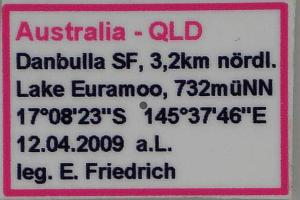 Australia - QLD
Danbulla SF, 3,2km nördl.
Lake Euramoo, 732müNN
17°08'23"S 145°37'46"E
12.04.2009 a.L.
leg. E. Friedrich